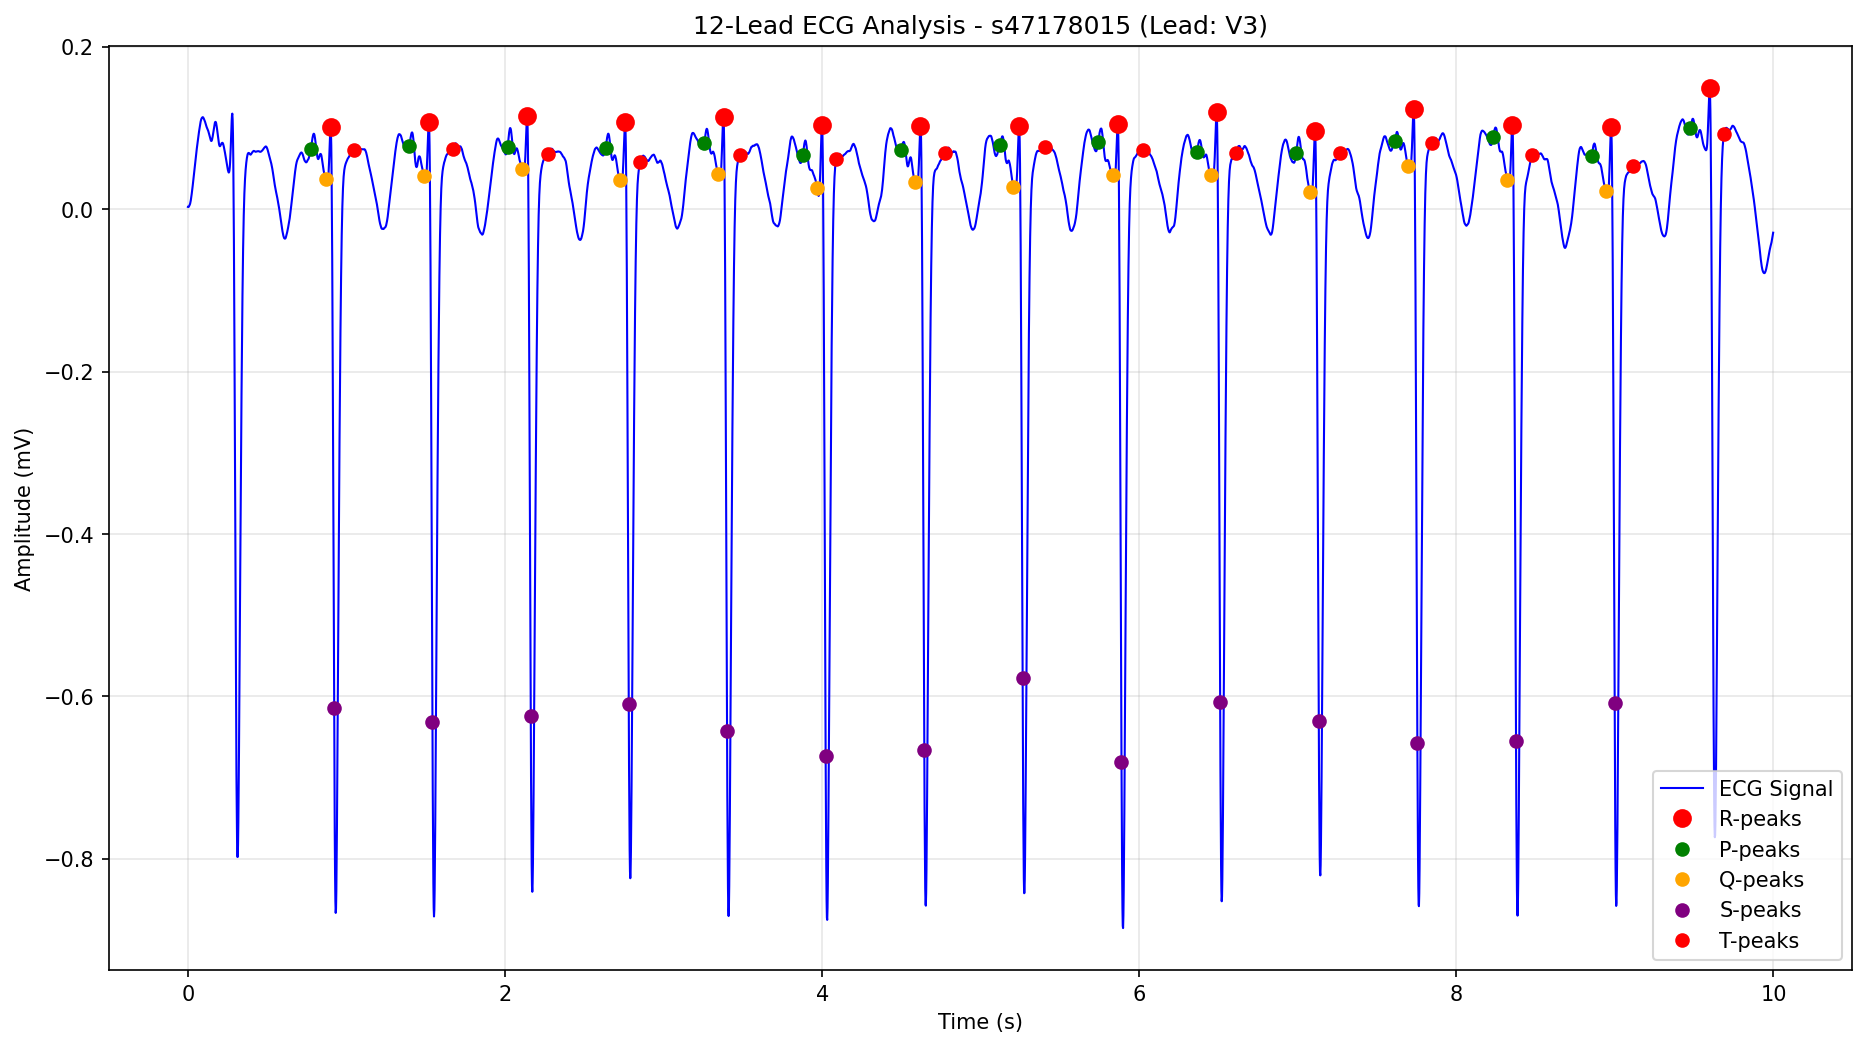 12-Lead ECG Analysis - s47178015 (Lead: V3)
Amplitude (mV)
0.2
0.0
−0.2
−0.4
−0.6
−0.8
0 2 4 6 8 10
Time (s)
ECG Signal
R-peaks
P-peaks
Q-peaks
S-peaks
T-peaks